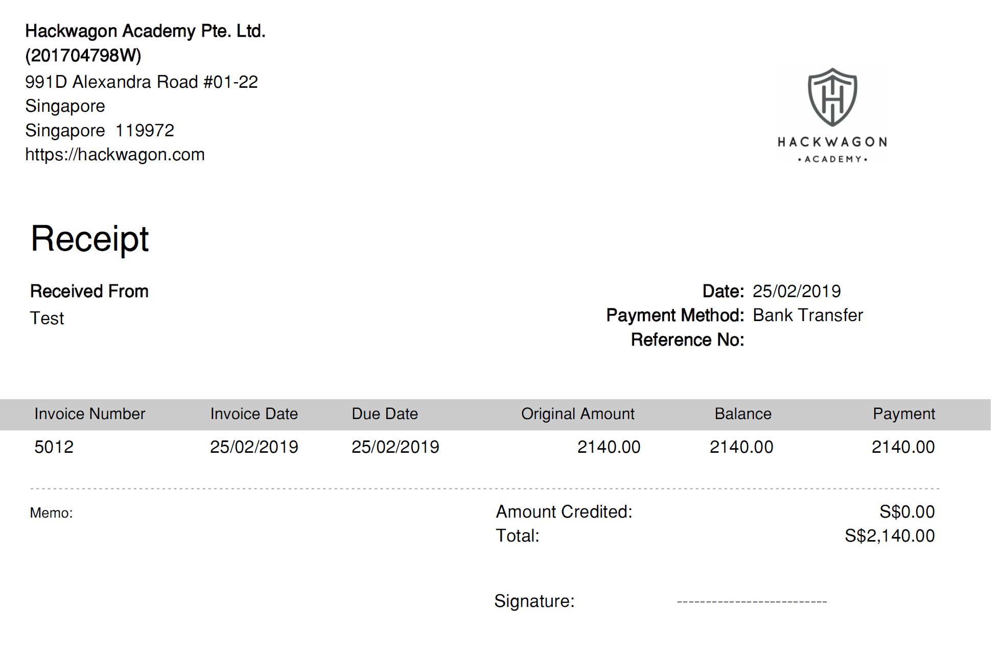 Hackwagon Academy Pte. Ltd.
(201704798W)
991D Alexandra Road #01-22
Singapore
Singapore 119972
https://hackwagon.com
HACKWAGON
• ACADEMY •
Receipt
Received From
Test
Date: 25/02/2019
Payment Method: Bank Transfer
Reference No:
Invoice Number Invoice Date Due Date Original Amount Balance Payment
5012 25/02/2019 25/02/2019 2140.00 2140.00 2140.00
Memo:
Amount Credited: S$0.00
Total: S$2,140.00
Signature: --------------------------